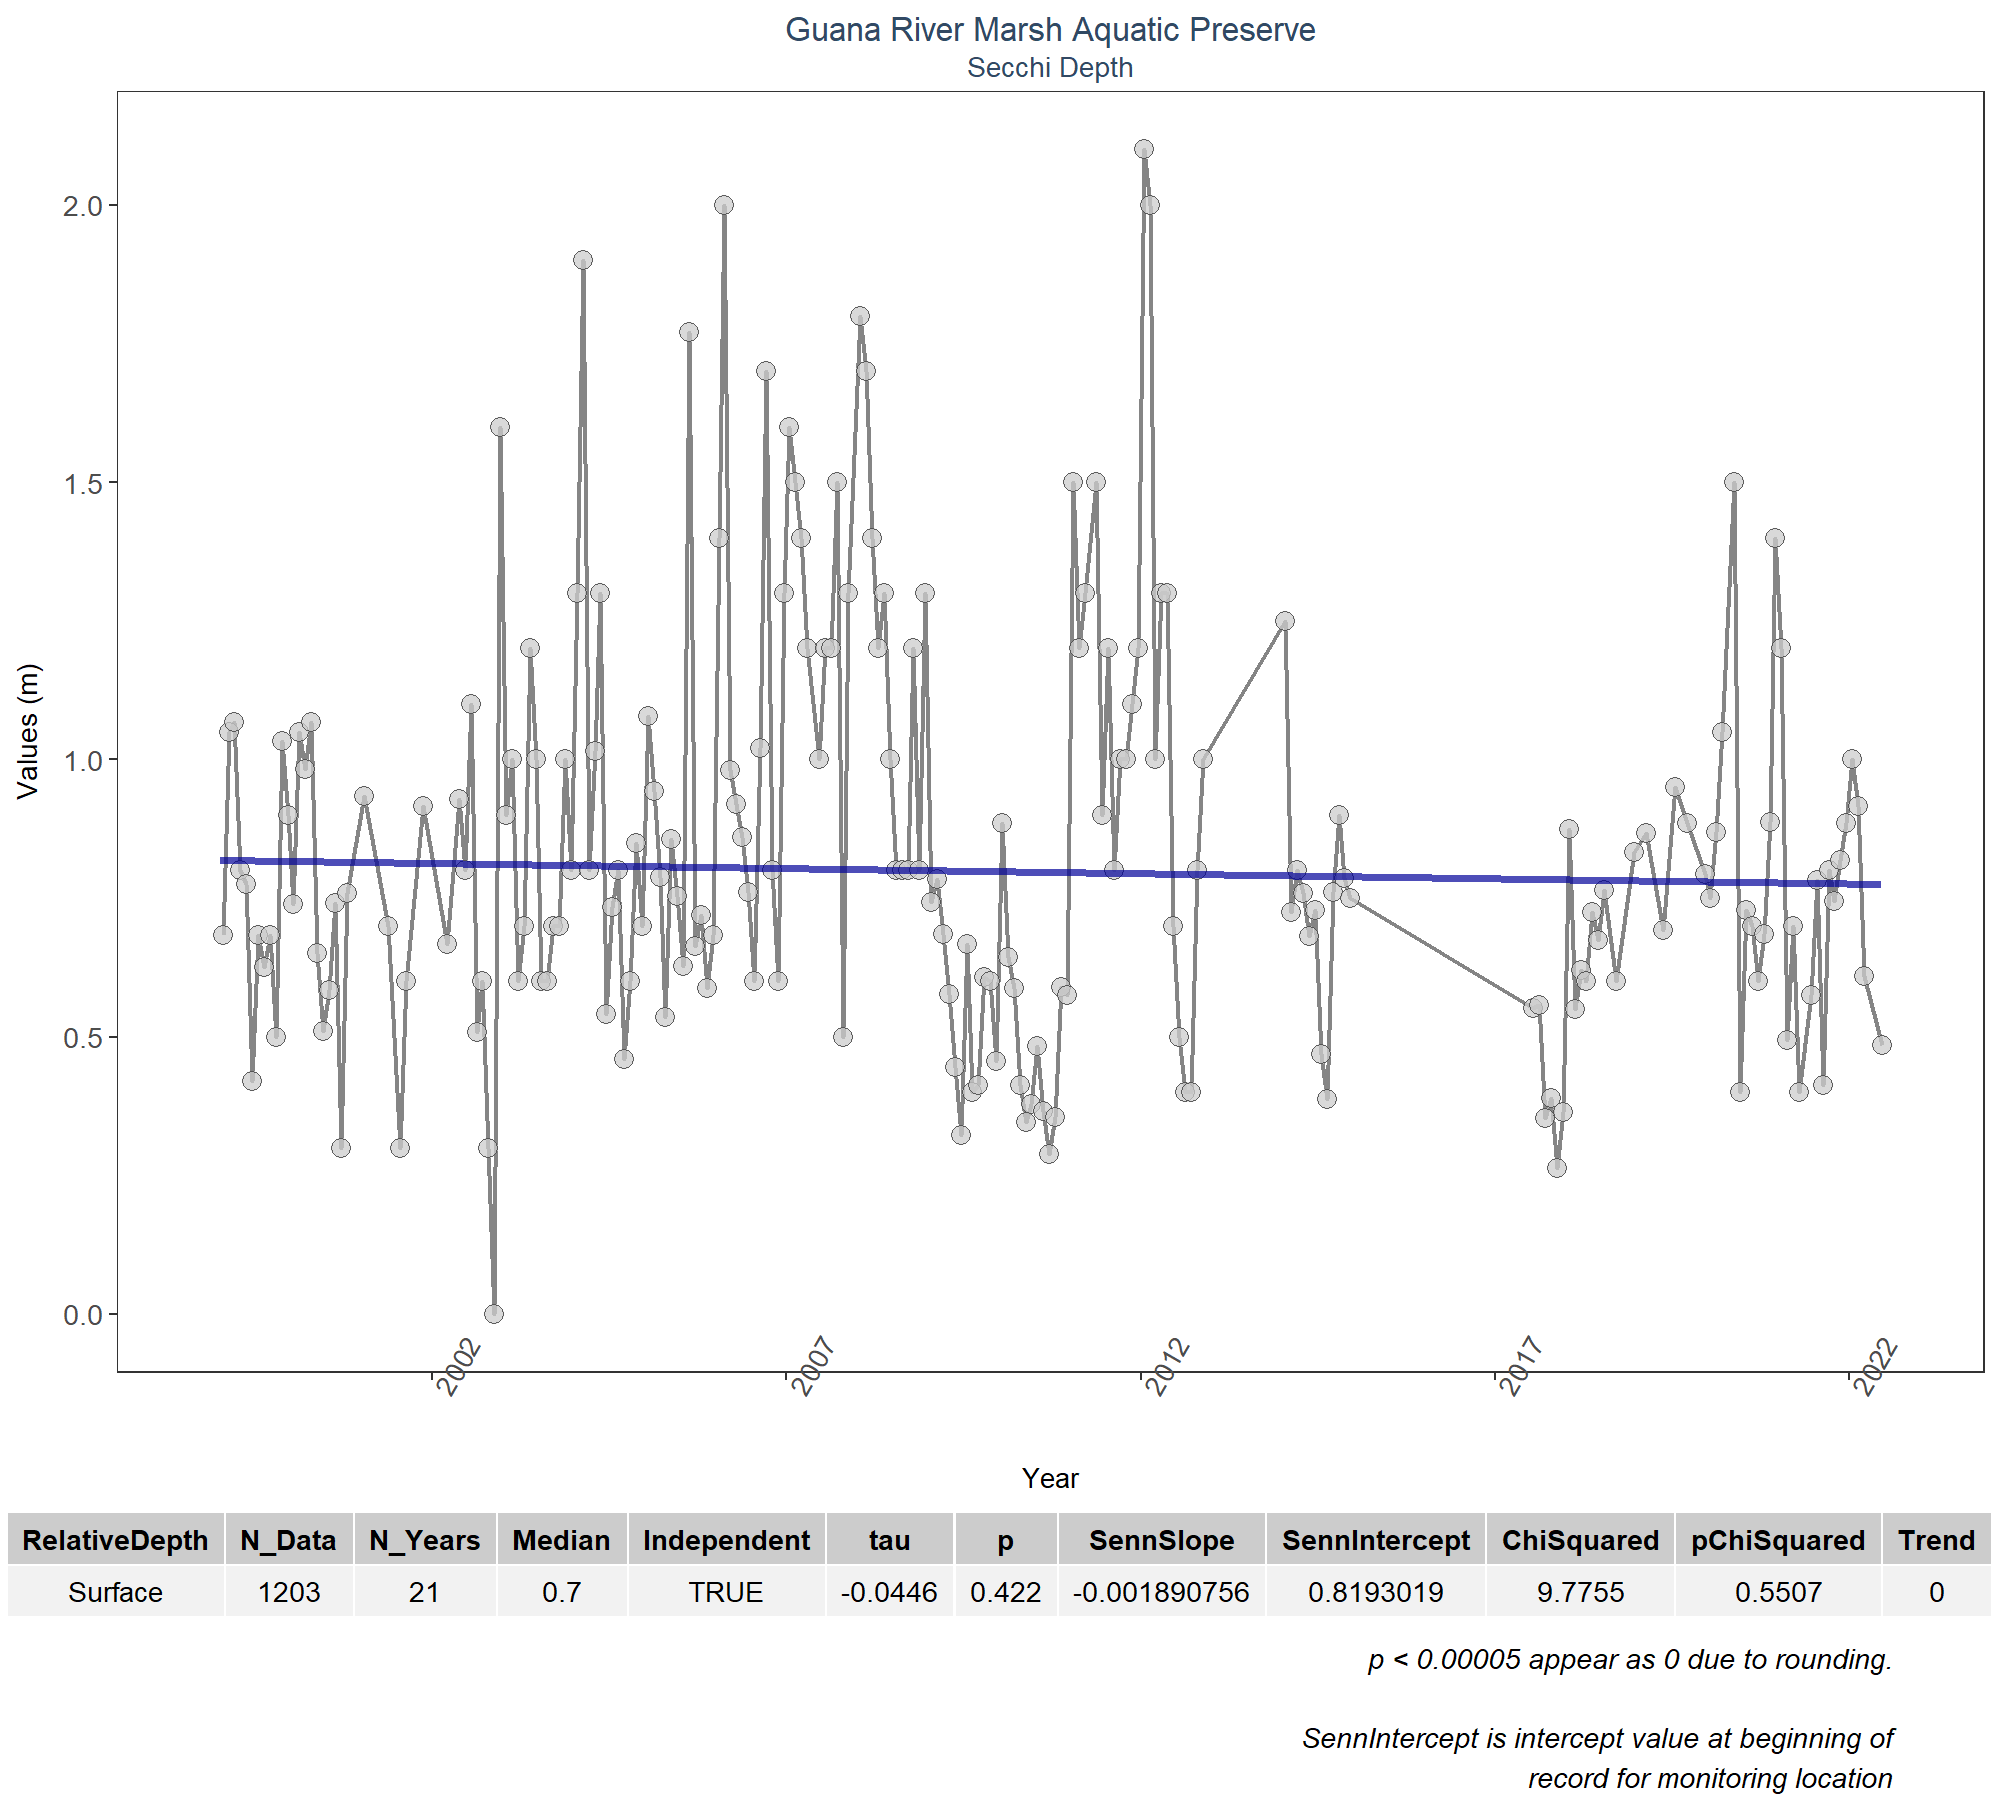 Guana River Marsh Aquatic Preserve
Secchi Depth
Values (m)
2.0
1.5
1.0
0.5
0.0
2002 2007 2012 2017 2022
Year
RelativeDepth N_Data N_Years Median Independent tau p SennSlope SennIntercept ChiSquared pChiSquared Trend
Surface 1203 21 0.7 TRUE -0.0446 0.422 -0.001890756 0.8193019 9.7755 0.5507 0
p < 0.00005 appear as 0 due to rounding.
SennIntercept is intercept value at beginning of
record for monitoring location